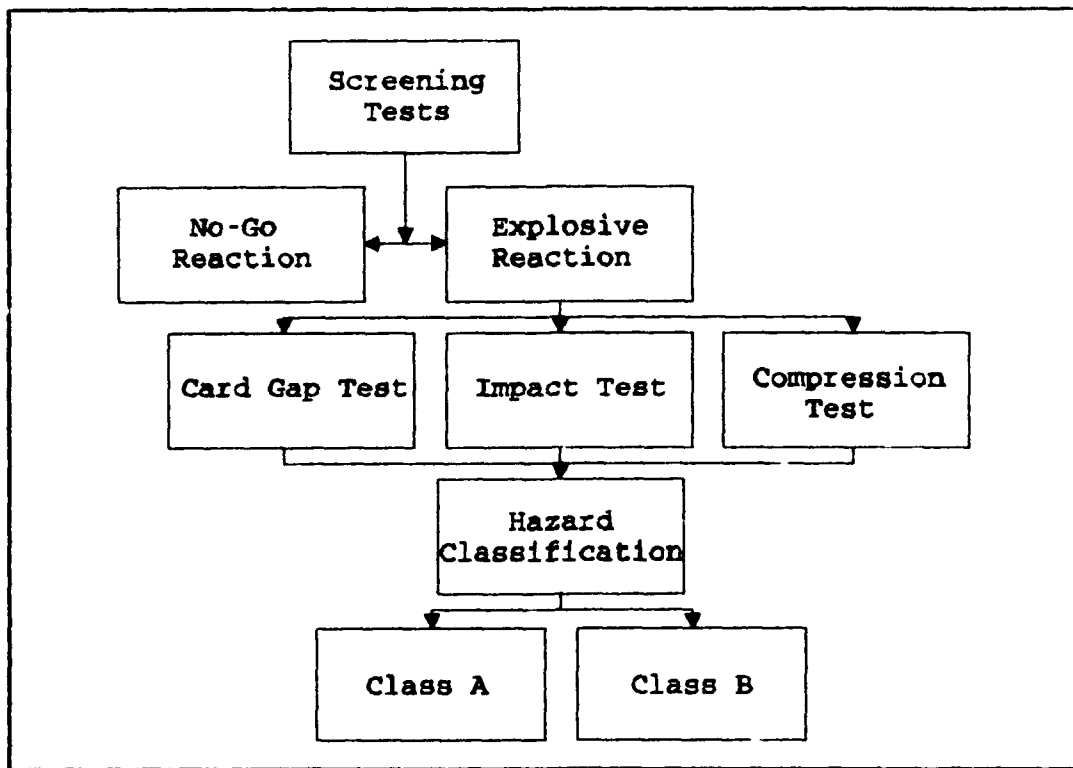 Screening
Tests
No-Go
Reaction
Explosive
Reaction
Card Gap Test
Impact Test
Compression
Test
Hazard
Classification
Class A
Class B